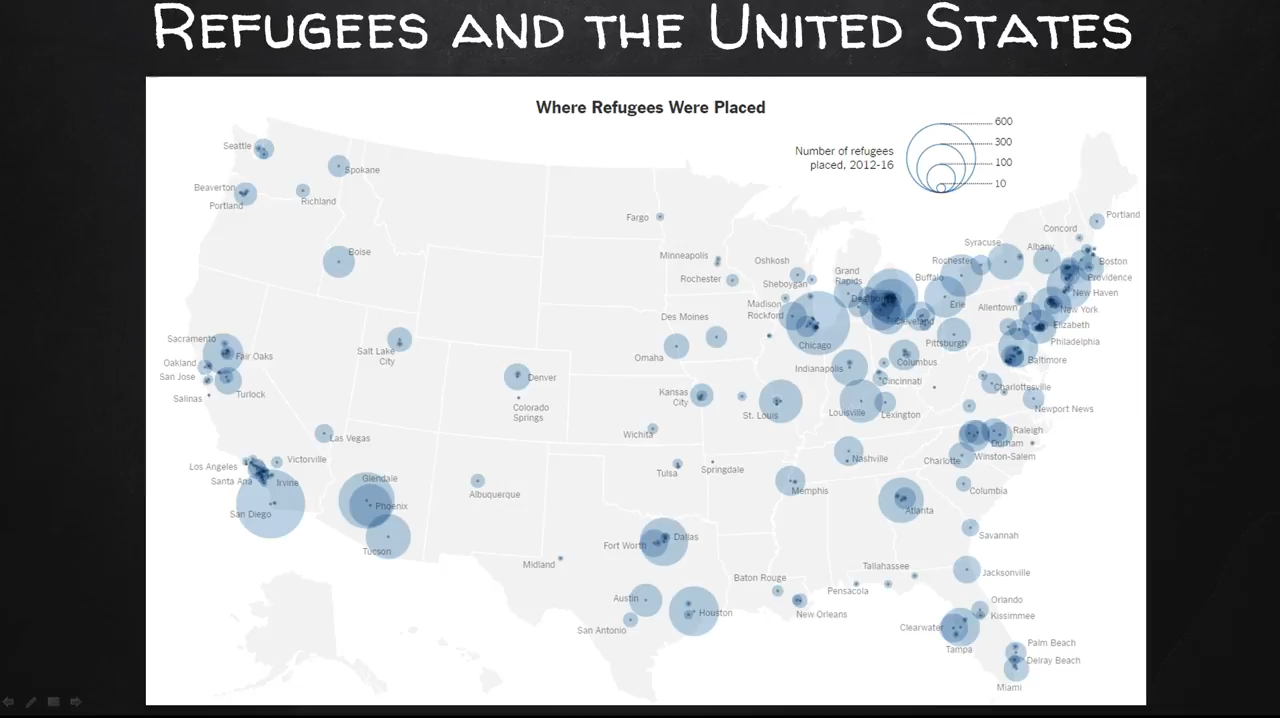 REFUGEES AND THE UNITED STATES
Where Refugees Were Placed
Number of refugees
placed, 2012-16
600
300
100
10
Seattle
Spokane
Beaverton
Portland
Richland
Boise
Fargo
Minneapolis
Rochester
Oshkosh
Sheboygan
Madison
Rockford
Grand
Rapids
Dearborn
Chicago
Cleveland
Buffalo
Erie
Rochester
Syracuse
Albany
Concord
Portland
Boston
Providence
New Haven
New York
Allentown
Elizabeth
Philadelphia
Pittsburgh
Baltimore
Des Moines
Omaha
Indianapolis
Columbus
Cincinnati
Charlottesville
Newport News
Sacramento
Fair Oaks
Oakland
San Jose
Turlock
Salinas
Salt Lake
City
Denver
Colorado
Springs
Kansas
City
St. Louis
Louisville
Lexington
Las Vegas
Wichita
Raleigh
Durham
Winston-Salem
Charlotte
Nashville
Los Angeles
Victorville
Santa Ana
Irvine
San Diego
Glendale
Phoenix
Tucson
Albuquerque
Tulsa
Springdale
Memphis
Atlanta
Columbia
Savannah
Fort Worth
Dallas
Midland
Austin
Houston
San Antonio
Baton Rouge
New Orleans
Pensacola
Tallahassee
Jacksonville
Orlando
Kissimmee
Clearwater
Tampa
Palm Beach
Delray Beach
Miami